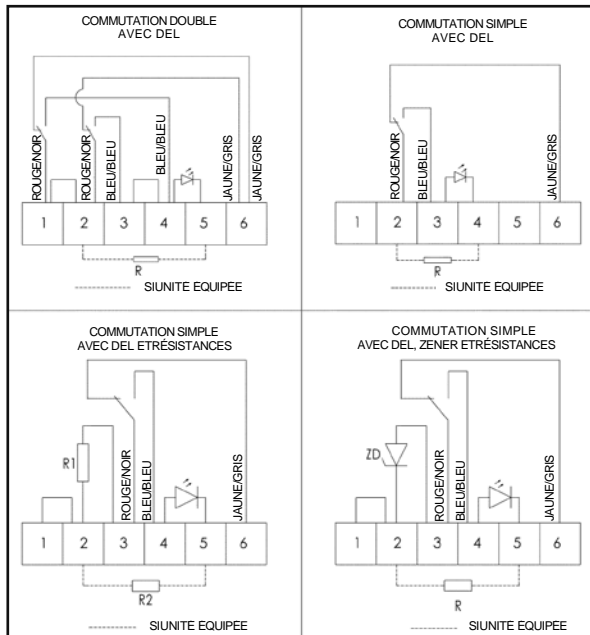 COMMUTATION DOUBLE
AVEC DEL
ROUGE/NOIR
ROUGE/NOIR
BLEU/BLEU
BLEU/BLEU
JAUNE/GRIS
JAUNE/GRIS
1 2 3 4 5 6
R
SIUNITE EQUIPEE
COMMUTATION SIMPLE
AVEC DEL
ROUGE/NOIR
BLEU/BLEU
JAUNE/GRIS
1 2 3 4 5 6
R
SIUNITE EQUIPEE
COMMUTATION SIMPLE
AVEC DEL ETRÉSISTANCES
R1
ROUGE/NOIR
BLEU/BLEU
JAUNE/GRIS
1 2 3 4 5 6
R2
SIUNITE EQUIPEE
COMMUTATION SIMPLE
AVEC DEL, ZENER ETRÉSISTANCES
ZD
ROUGE/NOIR
BLEU/BLEU
JAUNE/GRIS
1 2 3 4 5 6
R
SIUNITE EQUIPEE